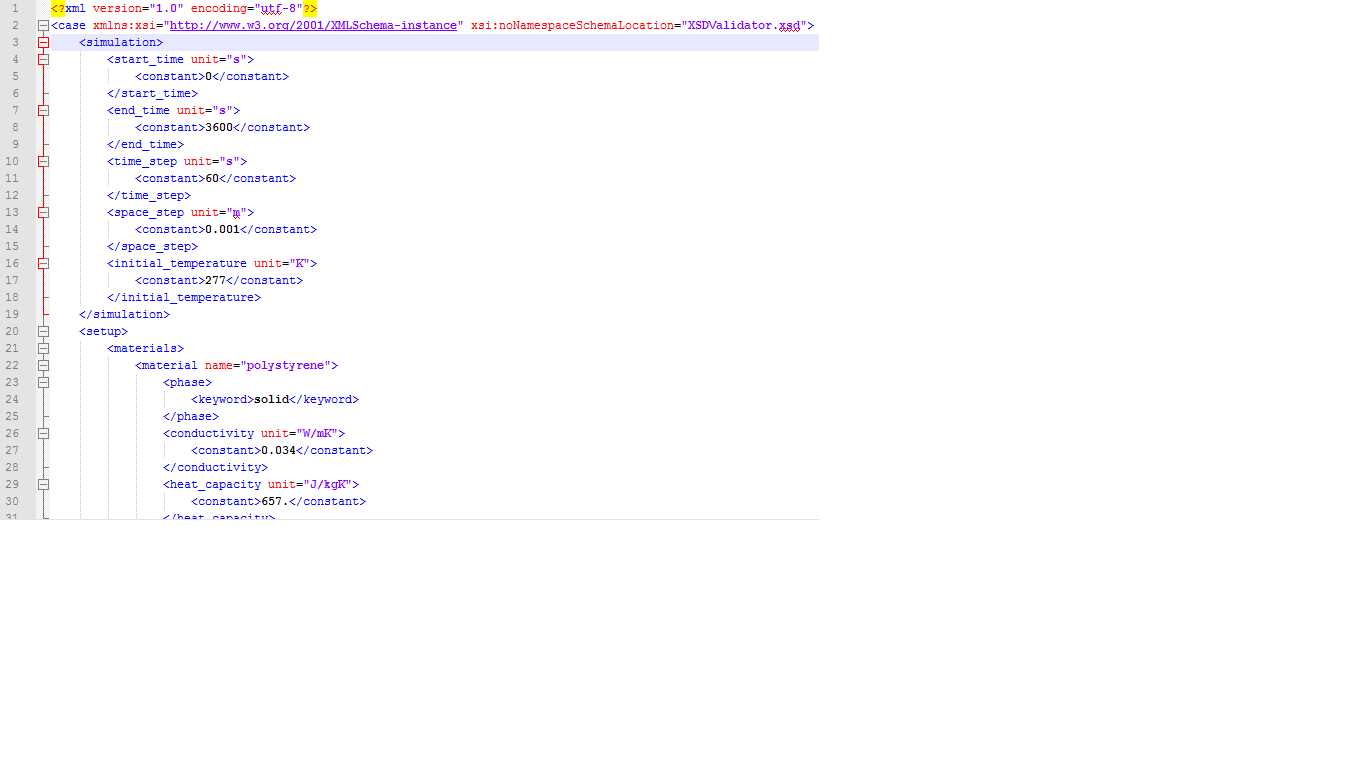 1 <?xml version="1.0" encoding="utf-8"?>
2 <case xmlns:xsi="http://www.w3.org/2001/XMLSchema-instance" xsi:noNamespaceSchemaLocation="XSDValidator.xsd">
3 <simulation>
4 <start_time unit="s">
5 <constant>0</constant>
6 </start_time>
7 <end_time unit="s">
8 <constant>3600</constant>
9 </end_time>
10 <time_step unit="s">
11 <constant>60</constant>
12 </time_step>
13 <space_step unit="m">
14 <constant>0.001</constant>
15 </space_step>
16 <initial_temperature unit="K">
17 <constant>277</constant>
18 </initial_temperature>
19 </simulation>
20 <setup>
21 <materials>
22 <material name="polystyrene">
23 <phase>
24 <keyword>solid</keyword>
25 </phase>
26 <conductivity unit="W/mK">
27 <constant>0.034</constant>
28 </conductivity>
29 <heat_capacity unit="J/kgK">
30 <constant>657.</constant>
31 </heat_capacity>